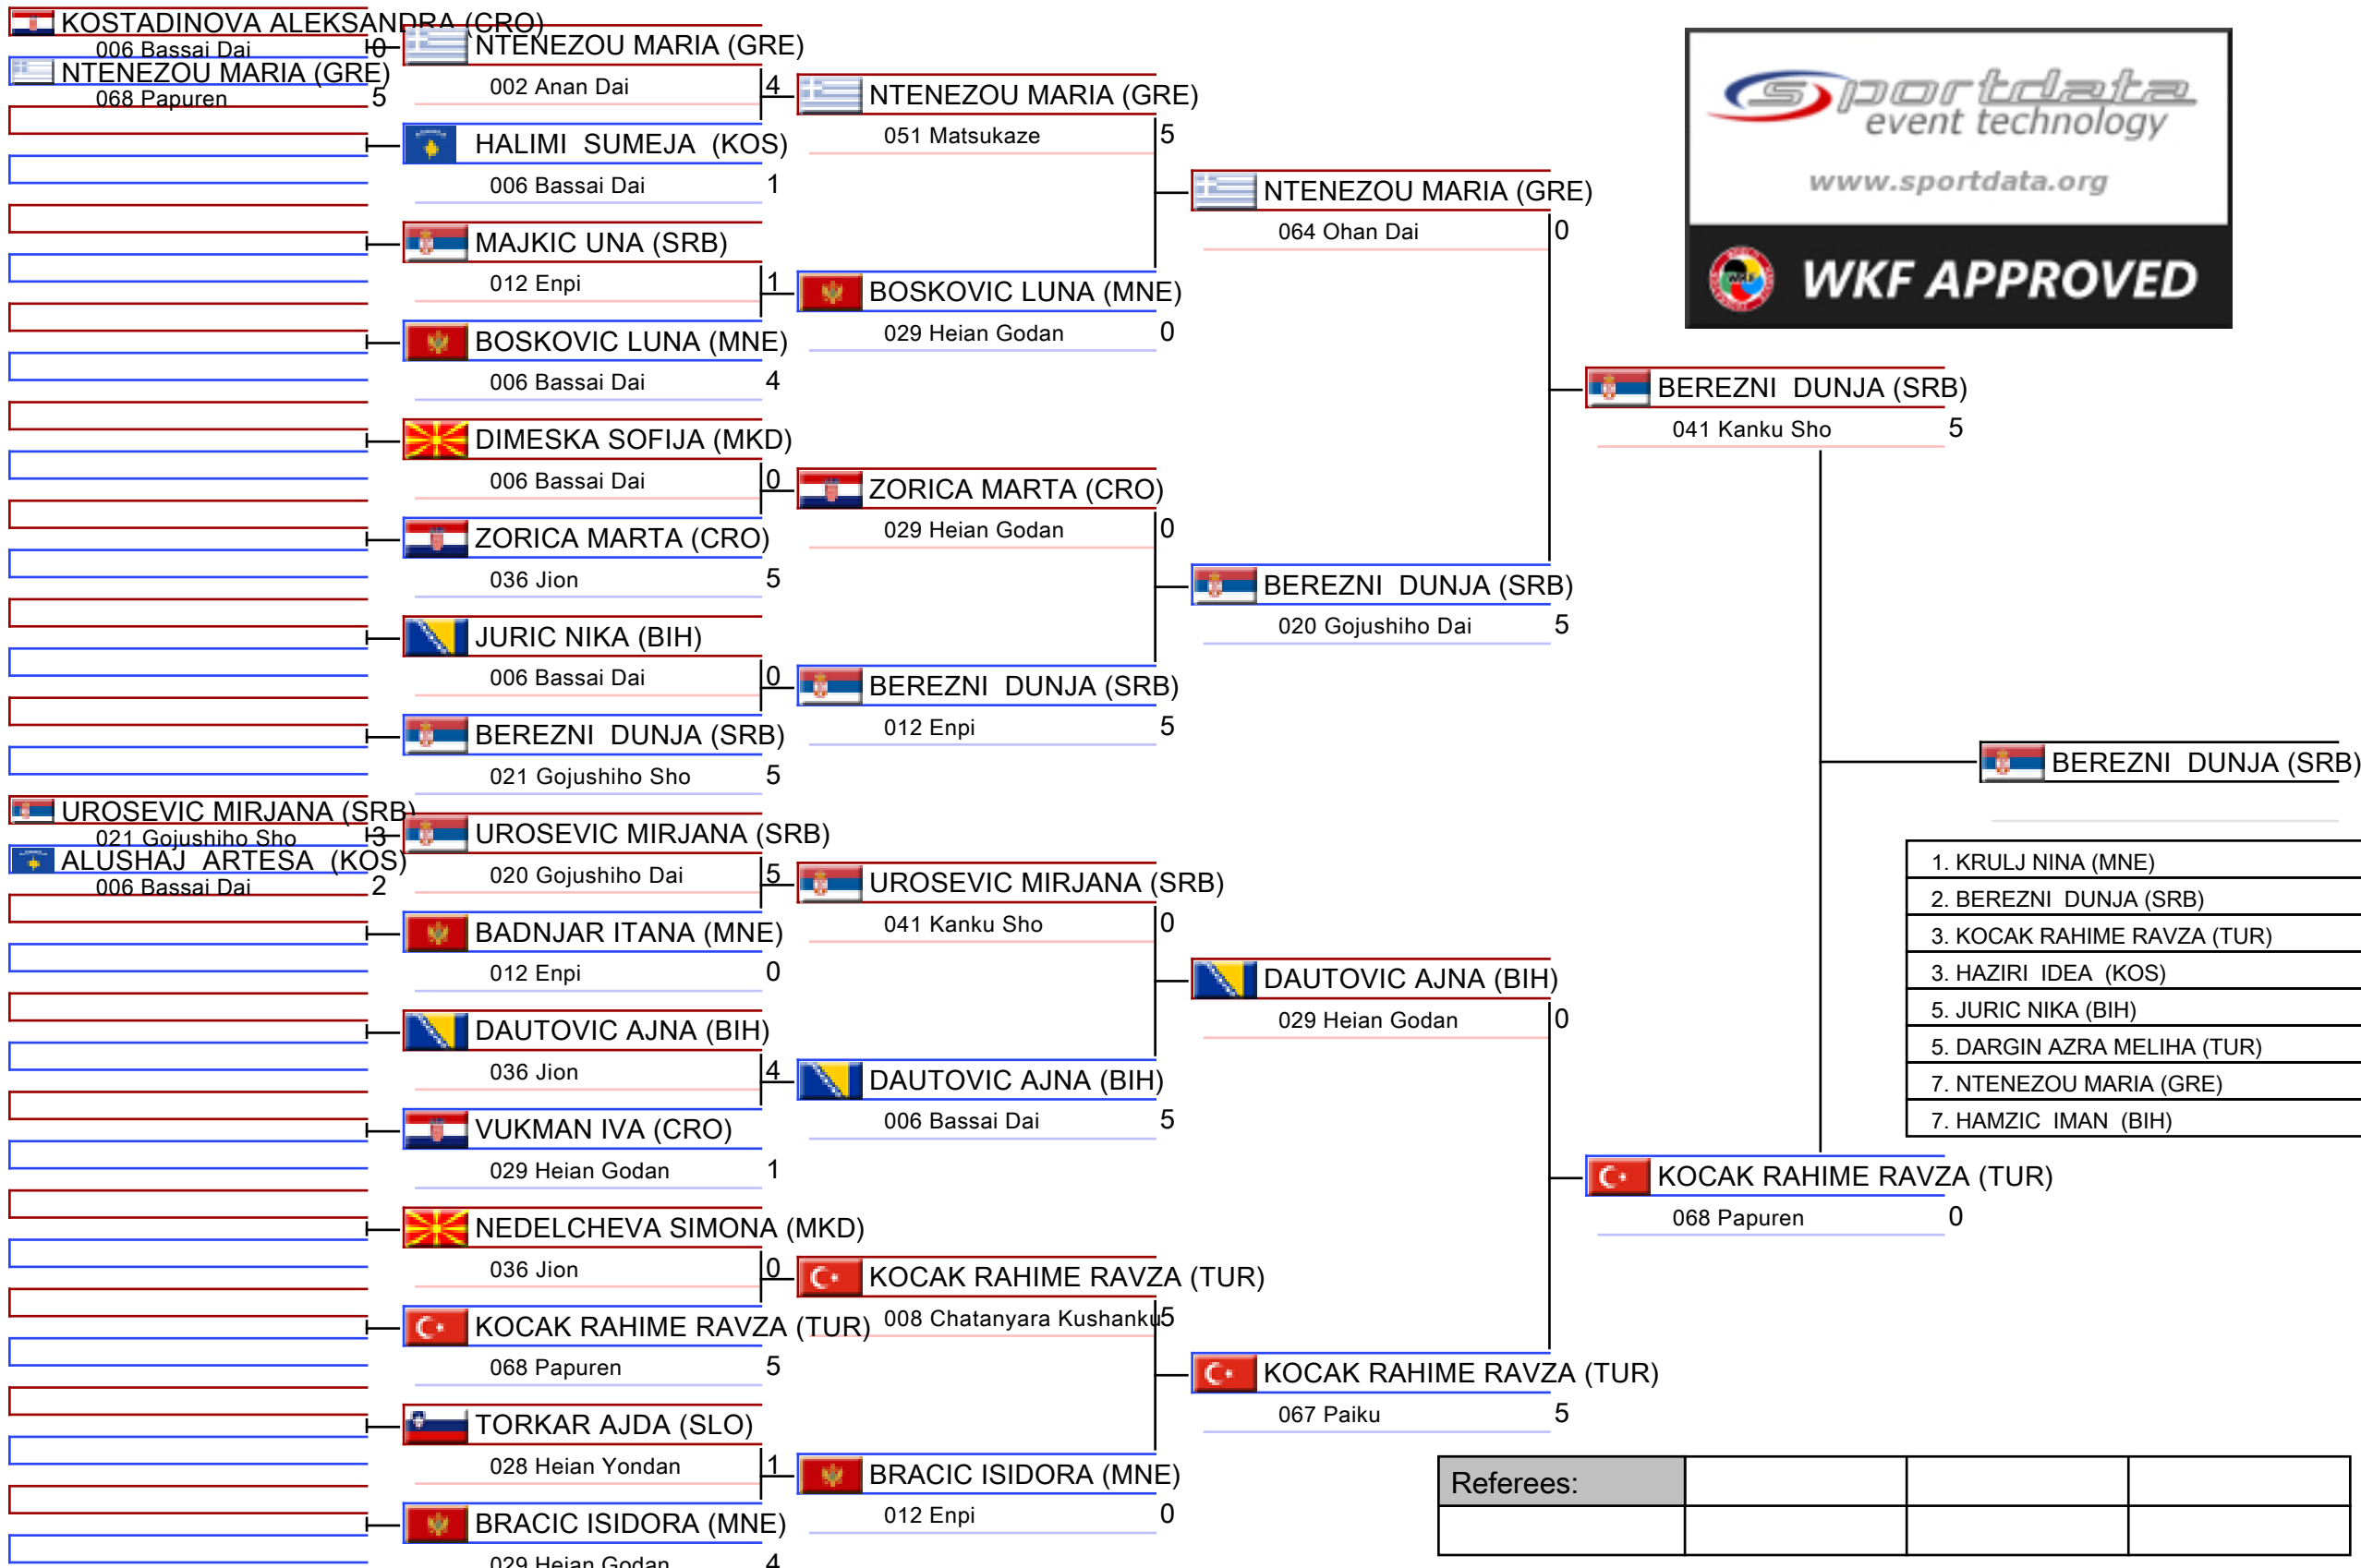 KOSTADINOVA ALEKSANDRA (CRO)
006 Bassai Dai 0
NTENEZOU MARIA (GRE)
068 Papuren 5
UROSEVIC MIRJANA (SRB)
021 Gojushiho Sho 3
ALUSHAJ ARTESA (KOS)
006 Bassai Dai 2
NTENEZOU MARIA (GRE)
002 Anan Dai 4
HALIMI SUMEJA (KOS)
006 Bassai Dai 1
MAJKIC UNA (SRB)
012 Enpi 1
BOSKOVIC LUNA (MNE)
006 Bassai Dai 4
DIMESKA SOFIJA (MKD)
006 Bassai Dai 0
ZORICA MARTA (CRO)
036 Jion 5
JURIC NIKA (BIH)
006 Bassai Dai 0
BEREZNI DUNJA (SRB)
021 Gojushiho Sho 5
UROSEVIC MIRJANA (SRB)
020 Gojushiho Dai 5
BADNJAR ITANA (MNE)
012 Enpi 0
DAUTOVIC AJNA (BIH)
036 Jion 4
VUKMAN IVA (CRO)
029 Heian Godan 1
NEDELCHEVA SIMONA (MKD)
036 Jion 0
KOCAK RAHIME RAVZA (TUR)
068 Papuren 5
TORKAR AJDA (SLO)
028 Heian Yondan 1
BRACIC ISIDORA (MNE)
029 Heian Godan 4
NTENEZOU MARIA (GRE)
051 Matsukaze 5
BOSKOVIC LUNA (MNE)
029 Heian Godan 0
ZORICA MARTA (CRO)
029 Heian Godan 0
BEREZNI DUNJA (SRB)
012 Enpi 5
UROSEVIC MIRJANA (SRB)
041 Kanku Sho 0
DAUTOVIC AJNA (BIH)
006 Bassai Dai 5
KOCAK RAHIME RAVZA (TUR)
008 Chatanyara Kushanku 5
BRACIC ISIDORA (MNE)
012 Enpi 0
NTENEZOU MARIA (GRE)
064 Ohan Dai 0
BEREZNI DUNJA (SRB)
020 Gojushiho Dai 5
DAUTOVIC AJNA (BIH)
029 Heian Godan 0
KOCAK RAHIME RAVZA (TUR)
067 Paiku 5
BEREZNI DUNJA (SRB)
041 Kanku Sho 5
KOCAK RAHIME RAVZA (TUR)
068 Papuren 0
BEREZNI DUNJA (SRB)
sportdata
event technology
www.sportdata.org
WKF APPROVED
1. KRULJ NINA (MNE)
2. BEREZNI DUNJA (SRB)
3. KOCAK RAHIME RAVZA (TUR)
3. HAZIRI IDEA (KOS)
5. JURIC NIKA (BIH)
5. DARGIN AZRA MELIHA (TUR)
7. NTENEZOU MARIA (GRE)
7. HAMZIC IMAN (BIH)
Referees: